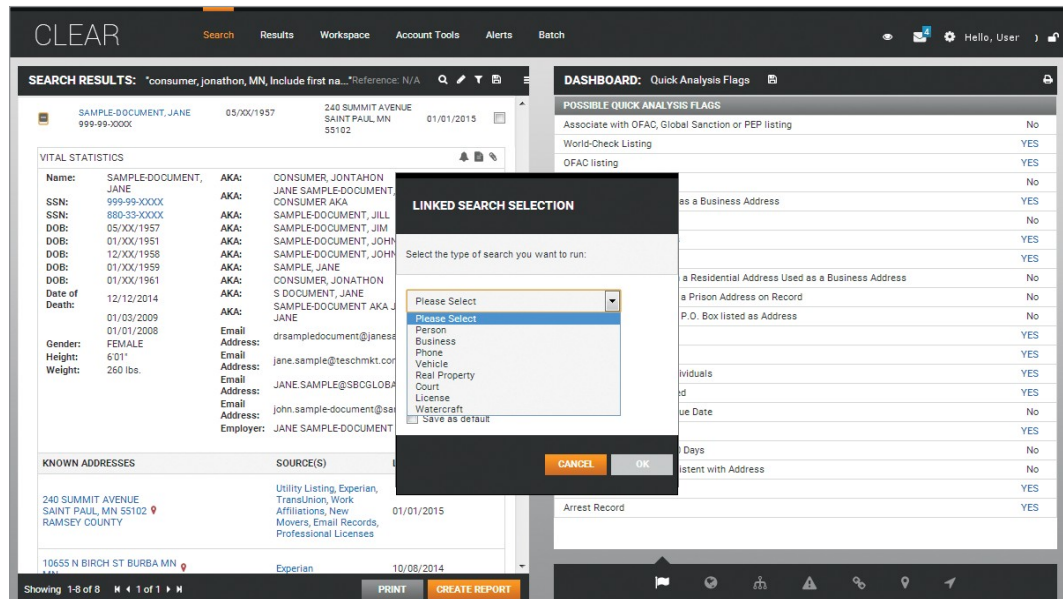 CLEAR
Search Results Workspace Account Tools Alerts Batch
4
Hello, User
SEARCH RESULTS: "consumer, jonathon, MN, Include first na..." Reference: N/A
SAMPLE-DOCUMENT, JANE
999-99-XXXX
05/XX/1957
240 SUMMIT AVENUE
SAINT PAUL, MN
55102
01/01/2015
VITAL STATISTICS
Name: SAMPLE-DOCUMENT,
JANE
SSN: 999-99-XXXX
SSN: 880-33-XXXX
DOB: 05/XX/1957
DOB: 01/XX/1951
DOB: 12/XX/1958
DOB: 01/XX/1959
DOB: 01/XX/1961
Date of
Death:
12/12/2014
01/03/2009
01/01/2008
Gender: FEMALE
Height: 6'01"
Weight: 260 lbs.
AKA: CONSUMER, JONTAHON
AKA: JANE SAMPLE-DOCUMENT,
CONSUMER AKA
AKA: SAMPLE-DOCUMENT, JILL
AKA: SAMPLE-DOCUMENT, JIM
AKA: SAMPLE-DOCUMENT, JOHN
AKA: SAMPLE-DOCUMENT, JOHN
AKA: SAMPLE, JANE
AKA: CONSUMER, JONATHON
AKA: S DOCUMENT, JANE
AKA: SAMPLE-DOCUMENT AKA J
JANE
Email
Address: drsampledocument@janesa
Email
Address: jane.sample@teschmkt.cor
Email
Address: JANE.SAMPLE@SBCGLOBA
Email
Address: john.sample-document@sa
Employer: JANE SAMPLE-DOCUMENT
KNOWN ADDRESSES SOURCE(S)
240 SUMMIT AVENUE
SAINT PAUL, MN 55102
RAMSEY COUNTY
Utility Listing, Experian,
TransUnion, Work
Affiliations, New
Movers, Email Records,
Professional Licenses
01/01/2015
10655 N BIRCH ST BURBA MN
Experian
10/08/2014
Showing 1-8 of 8 1 of 1
PRINT CREATE REPORT
LINKED SEARCH SELECTION
Select the type of search you want to run:
Please Select
Please Select
Person
Business
Phone
Vehicle
Real Property
Court
License
Watercraft
Save as default
CANCEL OK
DASHBOARD: Quick Analysis Flags
POSSIBLE QUICK ANALYSIS FLAGS
Associate with OFAC, Global Sanction or PEP listing No
World-Check Listing YES
OFAC listing YES
No
as a Business Address YES
No
YES
YES
a Residential Address Used as a Business Address No
a Prison Address on Record No
P.O. Box listed as Address No
YES
YES
ividuals YES
ed YES
ue Date No
YES
Days No
istent with Address No
YES
Arrest Record YES